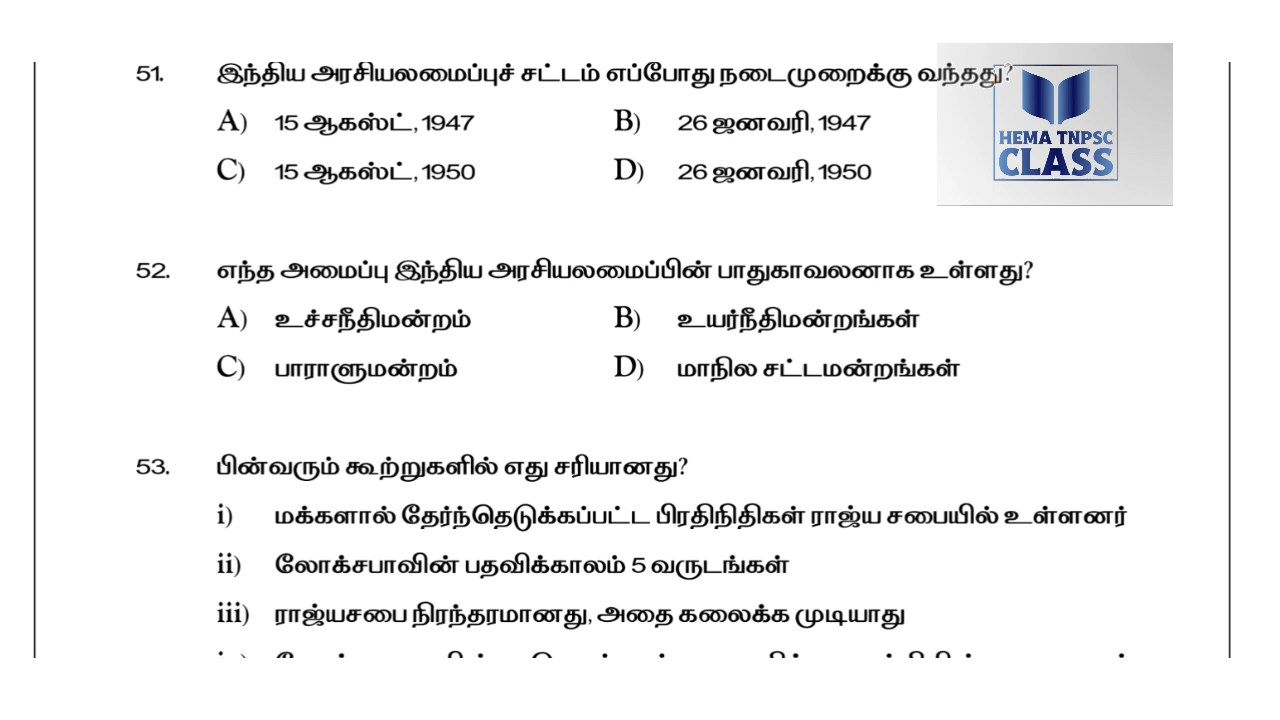 51. இந்திய அரசியலமைப்புச் சட்டம் எப்போது நடைமுறைக்கு வந்தது?
HEMA TNPSC
CLASS
A) 15 ஆகஸ்ட், 1947 B) 26 ஜனவரி, 1947
C) 15 ஆகஸ்ட், 1950 D) 26 ஜனவரி, 1950
52. எந்த அமைப்பு இந்திய அரசியலமைப்பின் பாதுகாவலனாக உள்ளது?
A) உச்சநீதிமன்றம் B) உயர்நீதிமன்றங்கள்
C) பாராளுமன்றம் D) மாநில சட்டமன்றங்கள்
53. பின்வரும் கூற்றுகளில் எது சரியானது?
i) மக்களால் தேர்ந்தெடுக்கப்பட்ட பிரதிநிதிகள் ராஜ்ய சபையில் உள்ளனர்
ii) லோக்சபாவின் பதவிக்காலம் 5 வருடங்கள்
iii) ராஜ்யசபை நிரந்தரமானது, அதை கலைக்க முடியாது